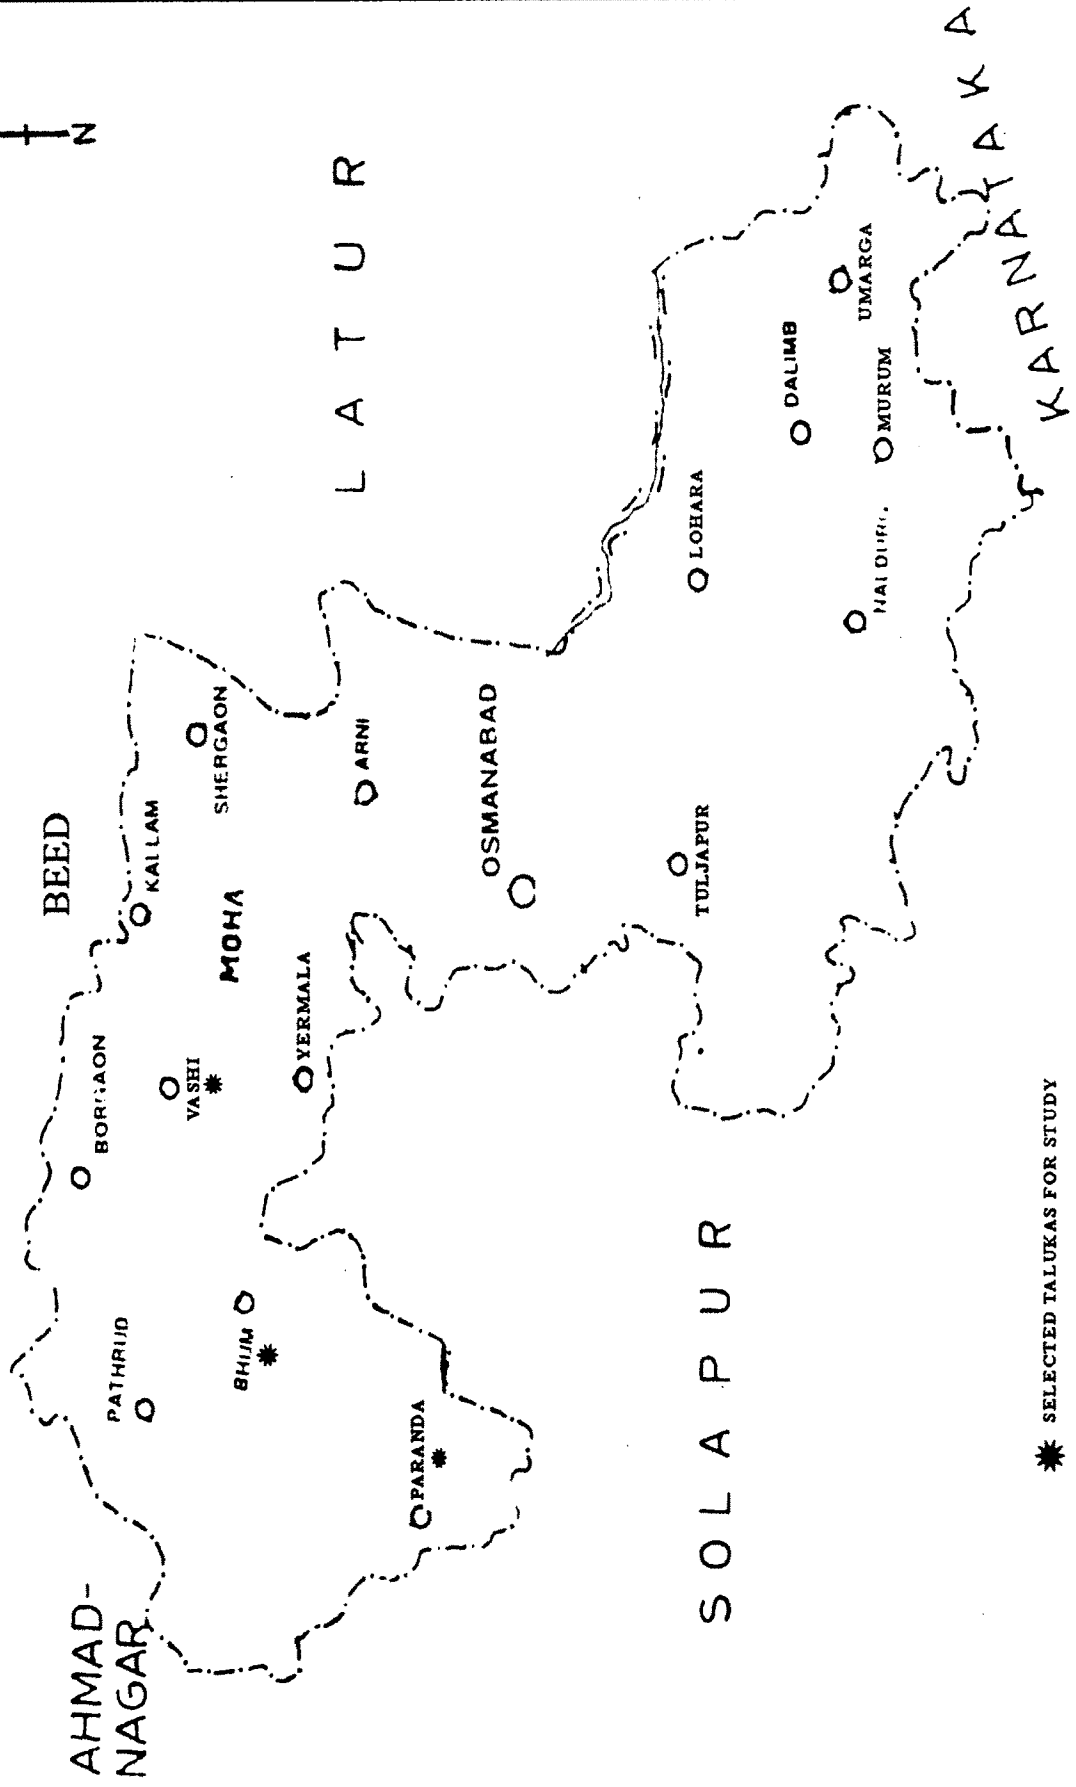 N
AHMAD-
NAGAR
BEED
LATUR
PATHRUD
KALLAM
SHERGAON
VASHI
MOHA
BHUM
YERMALA
ARNI
PARANDA
OSMANABAD
TULJAPUR
LOHARA
DALIMB
UMARGA
MURUM
SOLAPUR
KARNATAKA
SELECTED TALUKAS FOR STUDY